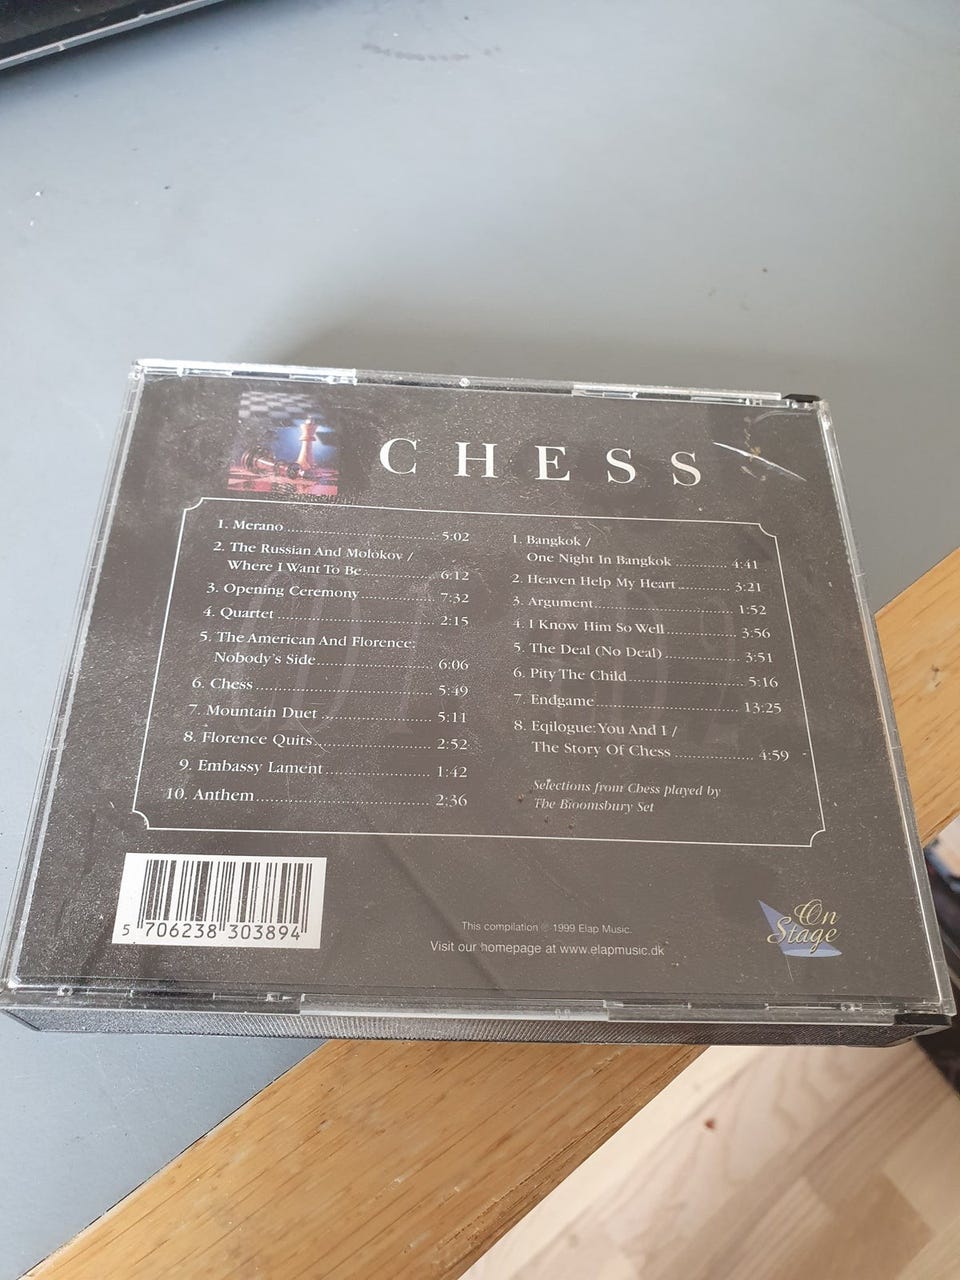 CHESS
1. Merano 5:02
2. The Russian And Molokov /
Where I Want To Be 6:12
3. Opening Ceremony 7:32
4. Quartet 2:15
5. The American And Florence:
Nobody's Side 6:06
6. Chess 5:49
7. Mountain Duet 5:11
8. Florence Quits 2:52
9. Embassy Lament 1:42
10. Anthem 2:36
1. Bangkok /
One Night In Bangkok 4:41
2. Heaven Help My Heart 3:21
3. Argument 1:52
4. I Know Him So Well 3:56
5. The Deal (No Deal) 3:51
6. Pity The Child 5:16
7. Endgame 13:25
8. Eqilogue: You And I /
The Story Of Chess 4:59
Selections from Chess played by
The Bloomsbury Set
5 706238 303894
This compilation © 1999 Elap Music.
Visit our homepage at www.elapmusic.dk
On
Stage